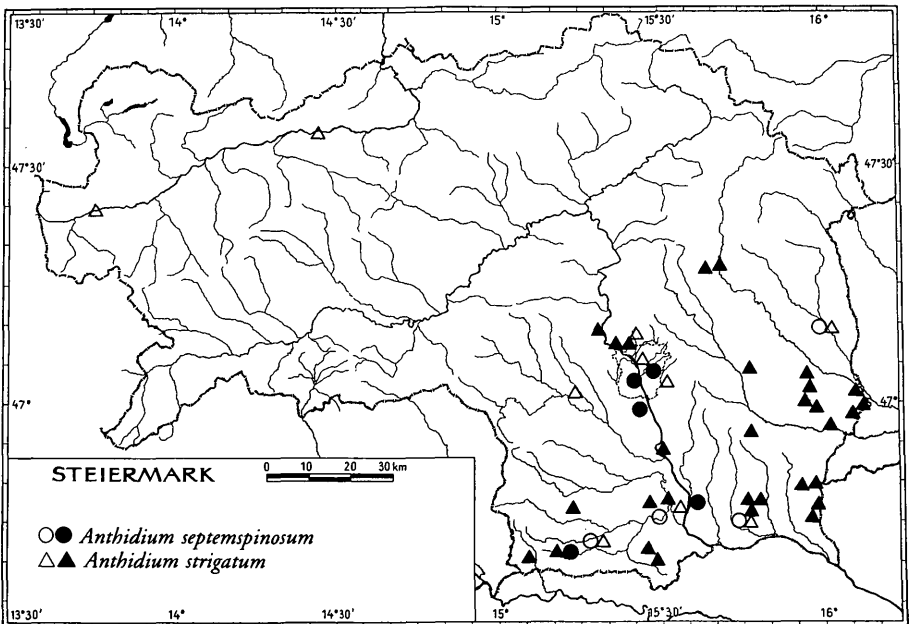 13°30' 14° 14°30' 15° 15°30' 16°
47°30' 47°30'
47° 47°
STEIERMARK 0 10 20 30 km
○● Anthidium septemspinosum
△▲ Anthidium strigatum
13°30' 14° 14°30' 15° 15°30' 16°